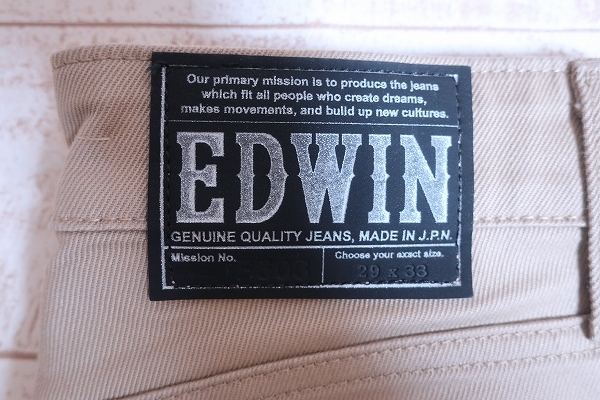 Our primary mission is to produce the jeans
which fit all people who create dreams,
makes movements, and build up new cultures.
EDWIN
GENUINE QUALITY JEANS, MADE IN J.P.N.
Mission No.
Choose your axact size.
29 x 33